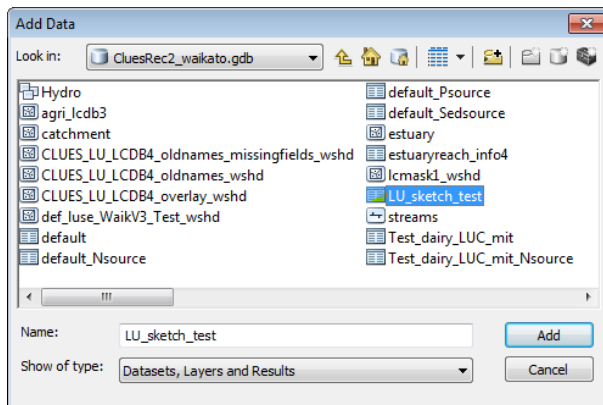 Add Data
Look in: CluesRec2_waikato.gdb
Hydro
agri_lcdb3
catchment
CLUES_LU_LCDB4_oldnames_missingfields_wshd
CLUES_LU_LCDB4_oldnames_wshd
CLUES_LU_LCDB4_overlay_wshd
def_luse_WaikV3_Test_wshd
default
default_Nsource
default_Psource
default_Sedsource
estuary
estuaryreach_info4
lcmask1_wshd
LU_sketch_test
streams
Test_dairy_LUC_mit
Test_dairy_LUC_mit_Nsource
Name: LU_sketch_test Add
Show of type: Datasets, Layers and Results Cancel